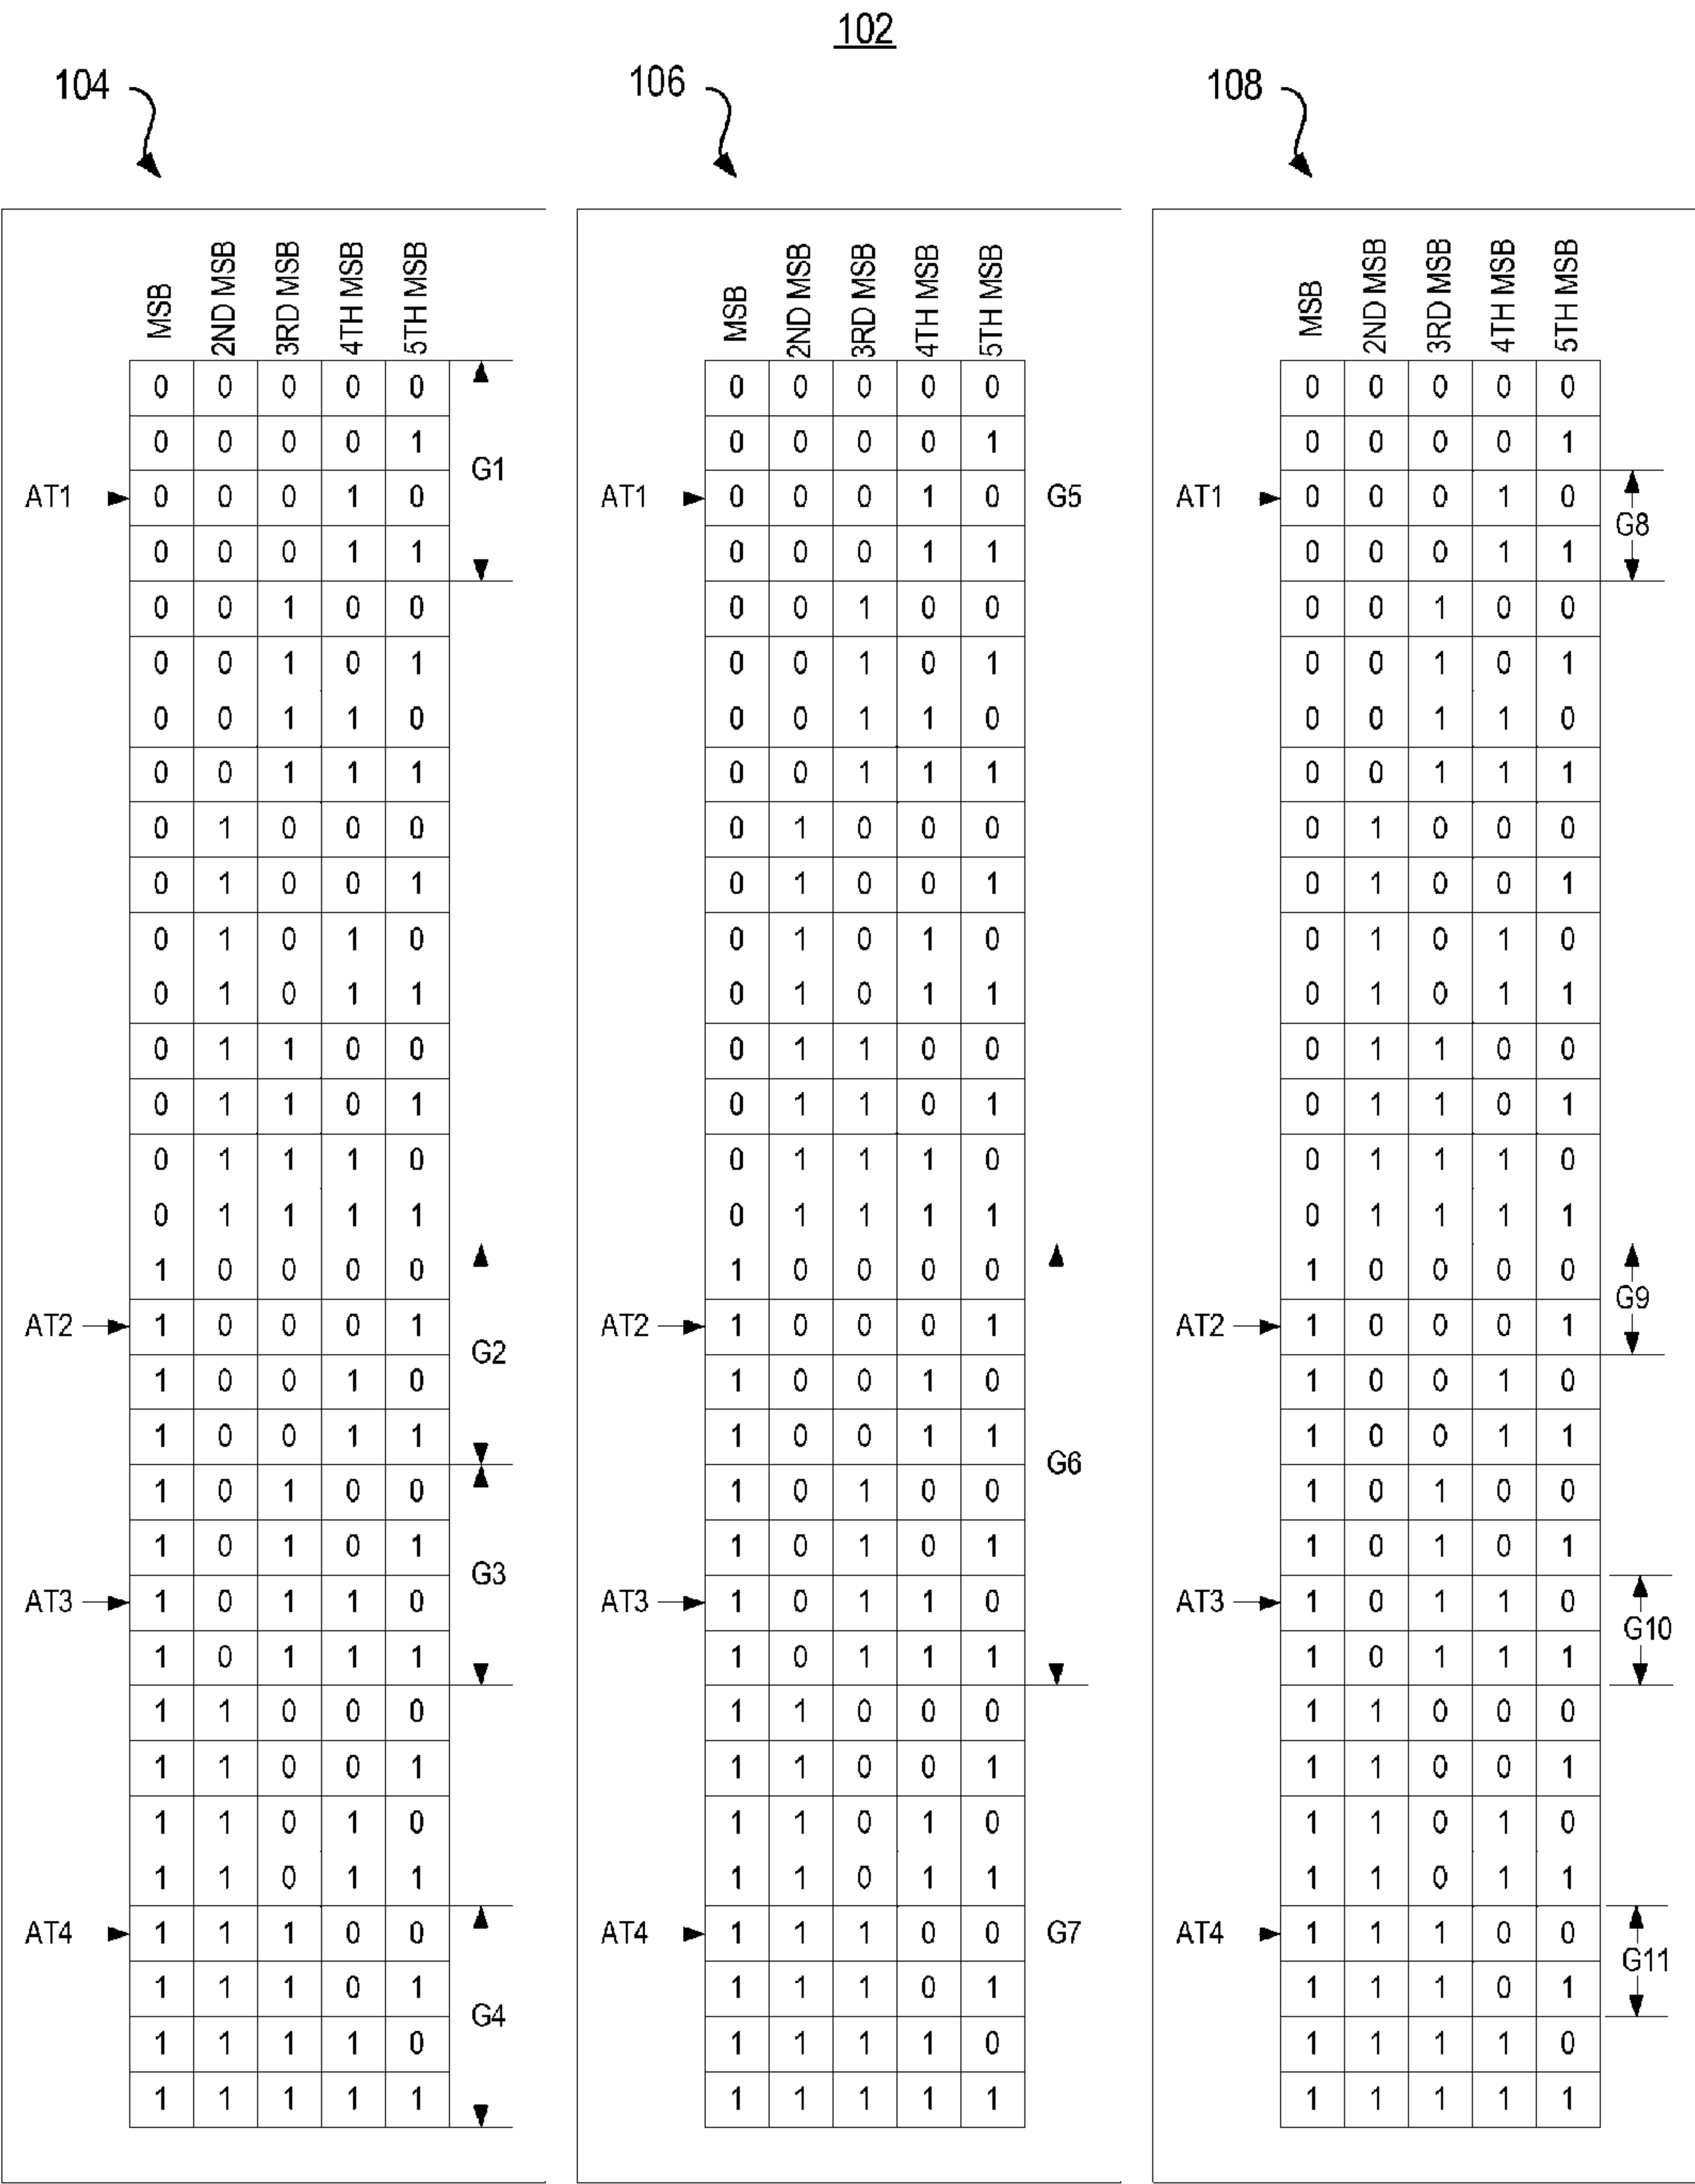 102
104 106 108
MSB 2ND MSB 3RD MSB 4TH MSB 5TH MSB MSB 2ND MSB 3RD MSB 4TH MSB 5TH MSB MSB 2ND MSB 3RD MSB 4TH MSB 5TH MSB
0 0 0 0 0 0 0 0 0 0 0 0 0 0 0
0 0 0 0 1 0 0 0 0 1 0 0 0 0 1
G1
AT1 0 0 0 1 0 AT1 0 0 0 1 0 G5 AT1 0 0 0 1 0
G8
0 0 0 1 1 0 0 0 1 1 0 0 0 1 1
0 0 1 0 0 0 0 1 0 0 0 0 1 0 0
0 0 1 0 1 0 0 1 0 1 0 0 1 0 1
0 0 1 1 0 0 0 1 1 0 0 0 1 1 0
0 0 1 1 1 0 0 1 1 1 0 0 1 1 1
0 1 0 0 0 0 1 0 0 0 0 1 0 0 0
0 1 0 0 1 0 1 0 0 1 0 1 0 0 1
0 1 0 1 0 0 1 0 1 0 0 1 0 1 0
0 1 0 1 1 0 1 0 1 1 0 1 0 1 1
0 1 1 0 0 0 1 1 0 0 0 1 1 0 0
0 1 1 0 1 0 1 1 0 1 0 1 1 0 1
0 1 1 1 0 0 1 1 1 0 0 1 1 1 0
0 1 1 1 1 0 1 1 1 1 0 1 1 1 1
1 0 0 0 0 1 0 0 0 0 1 0 0 0 0
G9
AT2 1 0 0 0 1 AT2 1 0 0 0 1 AT2 1 0 0 0 1
G2
1 0 0 1 0 1 0 0 1 0 1 0 0 1 0
1 0 0 1 1 1 0 0 1 1 1 0 0 1 1
G6
1 0 1 0 0 1 0 1 0 0 1 0 1 0 0
1 0 1 0 1 1 0 1 0 1 1 0 1 0 1
G3
AT3 1 0 1 1 0 AT3 1 0 1 1 0 AT3 1 0 1 1 0
G10
1 0 1 1 1 1 0 1 1 1 1 0 1 1 1
1 1 0 0 0 1 1 0 0 0 1 1 0 0 0
1 1 0 0 1 1 1 0 0 1 1 1 0 0 1
1 1 0 1 0 1 1 0 1 0 1 1 0 1 0
1 1 0 1 1 1 1 0 1 1 1 1 0 1 1
AT4 1 1 1 0 0 AT4 1 1 1 0 0 G7 AT4 1 1 1 0 0
G11
1 1 1 0 1 1 1 1 0 1 1 1 1 0 1
G4
1 1 1 1 0 1 1 1 1 0 1 1 1 1 0
1 1 1 1 1 1 1 1 1 1 1 1 1 1 1